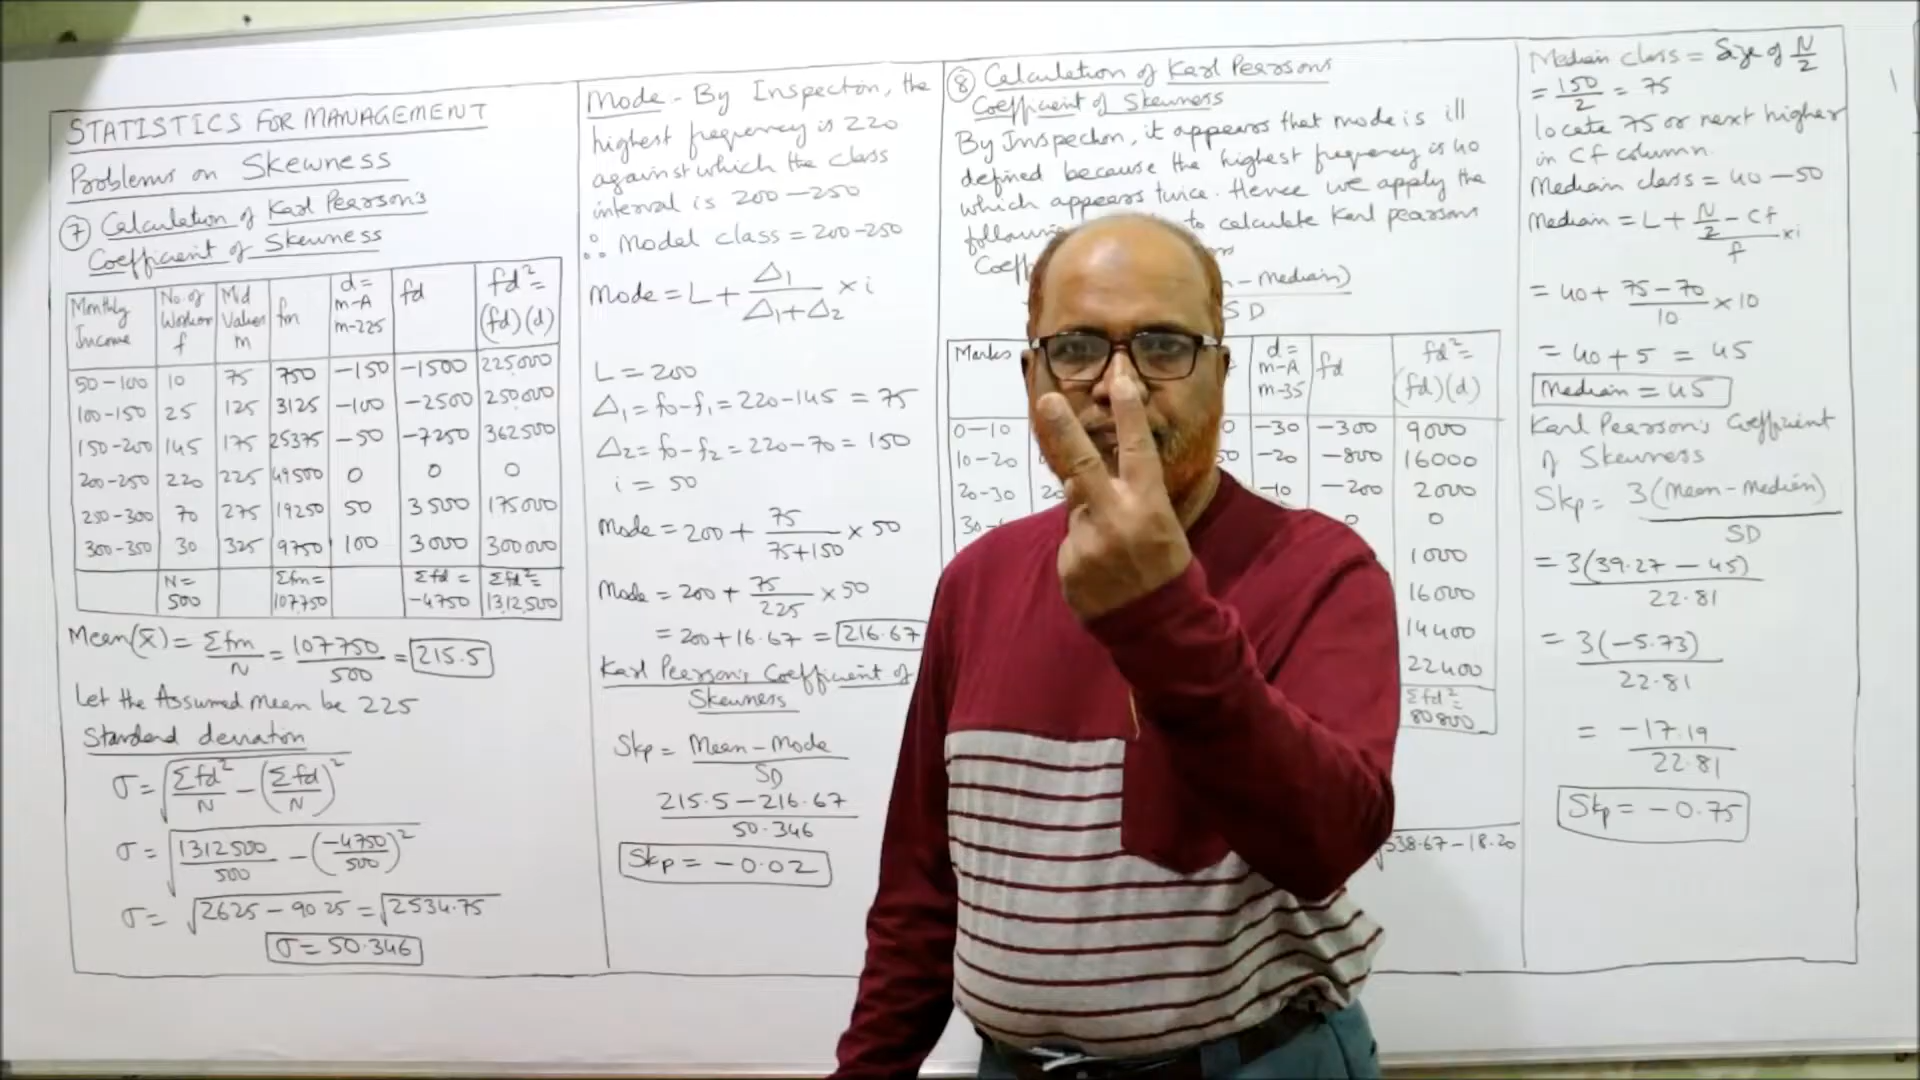 STATISTICS FOR MANAGEMENT
Problems on Skewness
⑦ Calculation of Karl Pearson's
Coefficient of Skewness
Monthly Income | No. of Workers f | Mid Values m | fm | d = m-A m-225 | fd | fd² = (fd)(d)
50-100 | 10 | 75 | 750 | -150 | -1500 | 225000
100-150 | 25 | 125 | 3125 | -100 | -2500 | 250000
150-200 | 145 | 175 | 25375 | -50 | -7250 | 362500
200-250 | 220 | 225 | 49500 | 0 | 0 | 0
250-300 | 70 | 275 | 19250 | 50 | 3500 | 175000
300-350 | 30 | 325 | 9750 | 100 | 3000 | 300000
N = 500 | Σfm = 107750 | Σfd = -4750 | Σfd² = 1312500
Mean(x̄) = Σfm/N = 107750/500 = 215.5
Let the Assumed mean be 225
Standard deviation
σ = √(Σfd²/N - (Σfd/N)²)
σ = √(1312500/500 - (-4750/500)²)
σ = √(2625 - 90.25) = √2534.75
σ = 50.346
Mode - By Inspection, the
highest frequency is 220
against which the class
interval is 200-250
∴ Modal class = 200-250
Mode = L + Δ₁/(Δ₁+Δ₂) × i
L = 200
Δ₁ = f0-f1 = 220-145 = 75
Δ₂ = f0-f2 = 220-70 = 150
i = 50
Mode = 200 + 75/(75+150) × 50
Mode = 200 + 75/225 × 50
= 200 + 16.67 = 216.67
Karl Pearson's Coefficient of
Skewness
Skp = (Mean - Mode)/SD
(215.5 - 216.67)/50.346
Skp = -0.02
⑧ Calculation of Karl Pearsons
Coefficient of Skewness
By Inspection, it appears that mode is ill
defined because the highest frequency is 40
which appears twice. Hence we apply the
following to calculate Karl pearsons
- Median)
SD
Marks | d = m-A m-35 | fd | fd² = (fd)(d)
0-10 | -30 | -300 | 9000
10-20 | -20 | -800 | 16000
20-30 | 20 | -10 | -200 | 2000
0 | 0
1000
16000
14400
22400
Σfd² = 80800
538.67 - 18.20
Median class = Size of N/2
= 150/2 = 75
locate 75 or next higher
in Cf column.
Median class = 40-50
Median = L + (N/2 - Cf)/f × i
= 40 + (75-70)/10 × 10
= 40 + 5 = 45
Median = 45
Karl Pearson's Coefficient
of Skewness
Skp = 3(Mean - Median)/SD
= 3(39.27 - 45)/22.81
= 3(-5.73)/22.81
= -17.19/22.81
Skp = -0.75